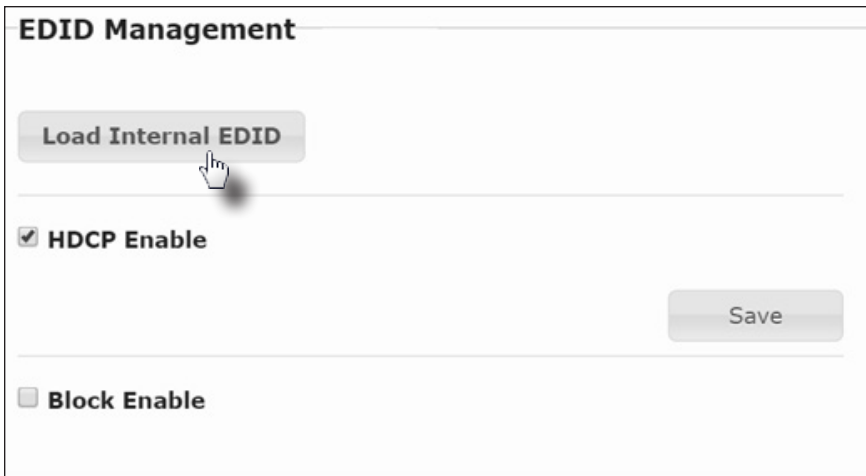 EDID Management
Load Internal EDID
HDCP Enable
Save
Block Enable